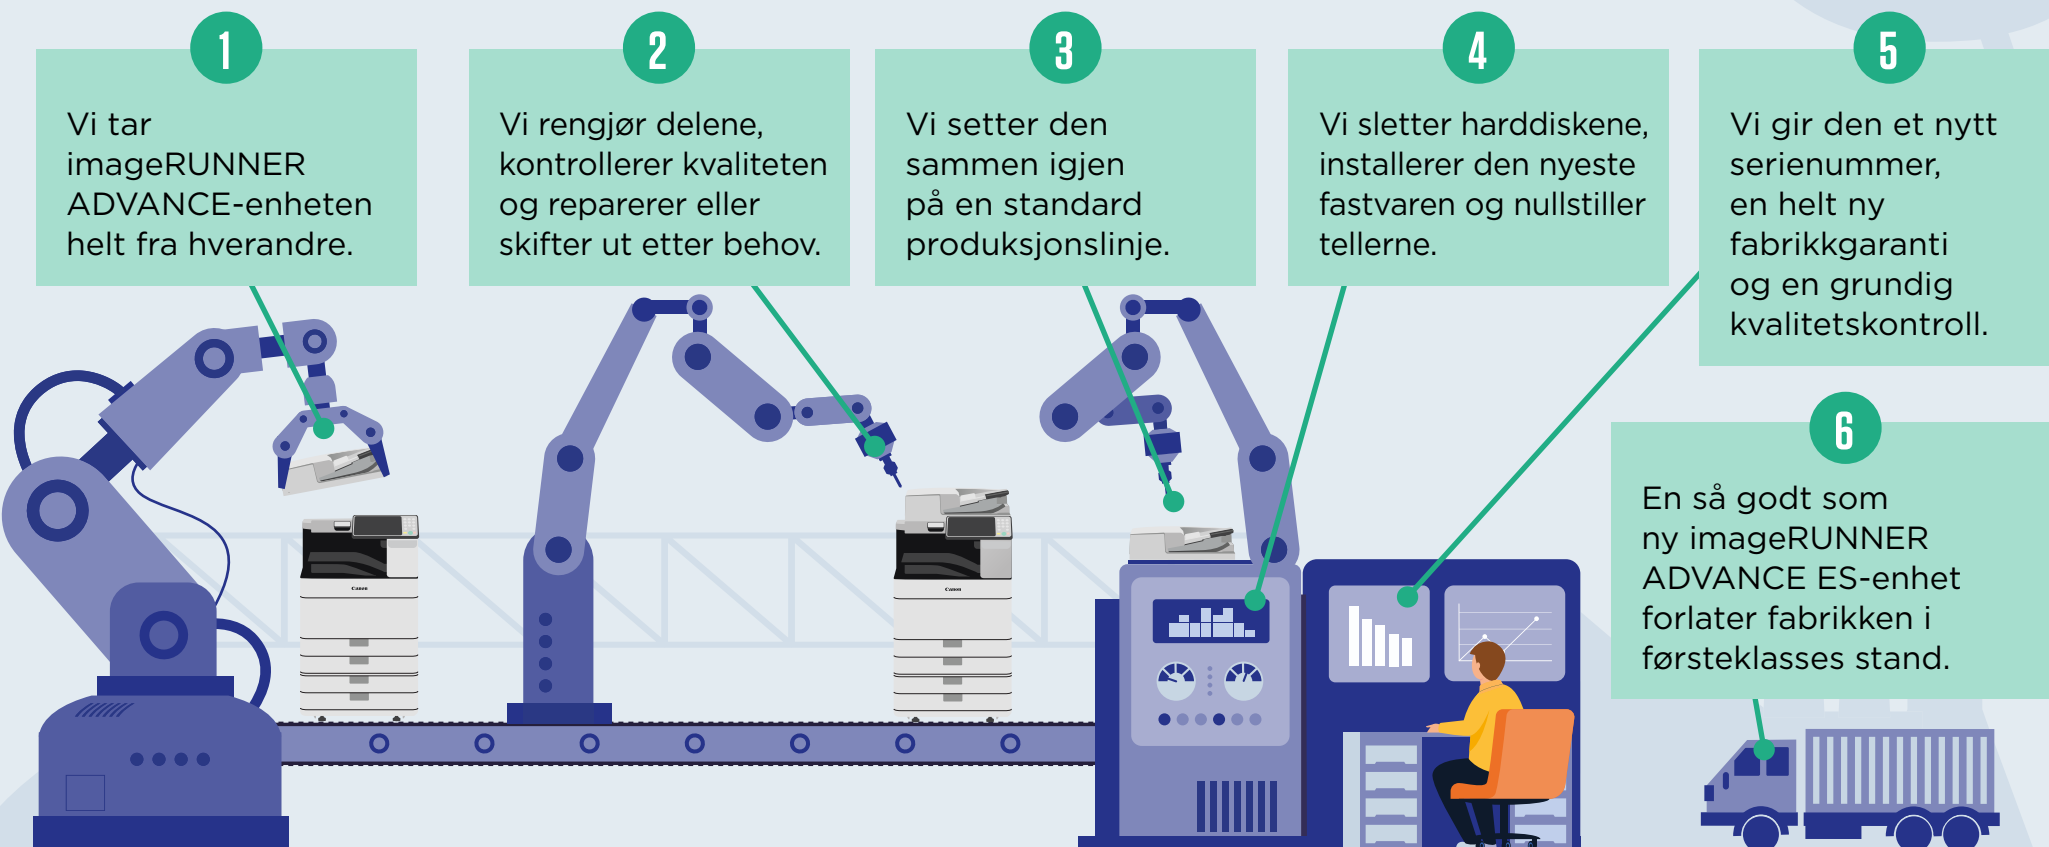 1
Vi tar
imageRUNNER
ADVANCE-enheten
helt fra hverandre.
2
Vi rengjør delene,
kontrollerer kvaliteten
og reparerer eller
skifter ut etter behov.
3
Vi setter den
sammen igjen
på en standard
produksjonslinje.
4
Vi sletter harddiskene,
installerer den nyeste
fastvaren og nullstiller
tellerne.
5
Vi gir den et nytt
serienummer,
en helt ny
fabrikkgaranti
og en grundig
kvalitetskontroll.
6
En så godt som
ny imageRUNNER
ADVANCE ES-enhet
forlater fabrikken i
førsteklasses stand.
Canon
Canon